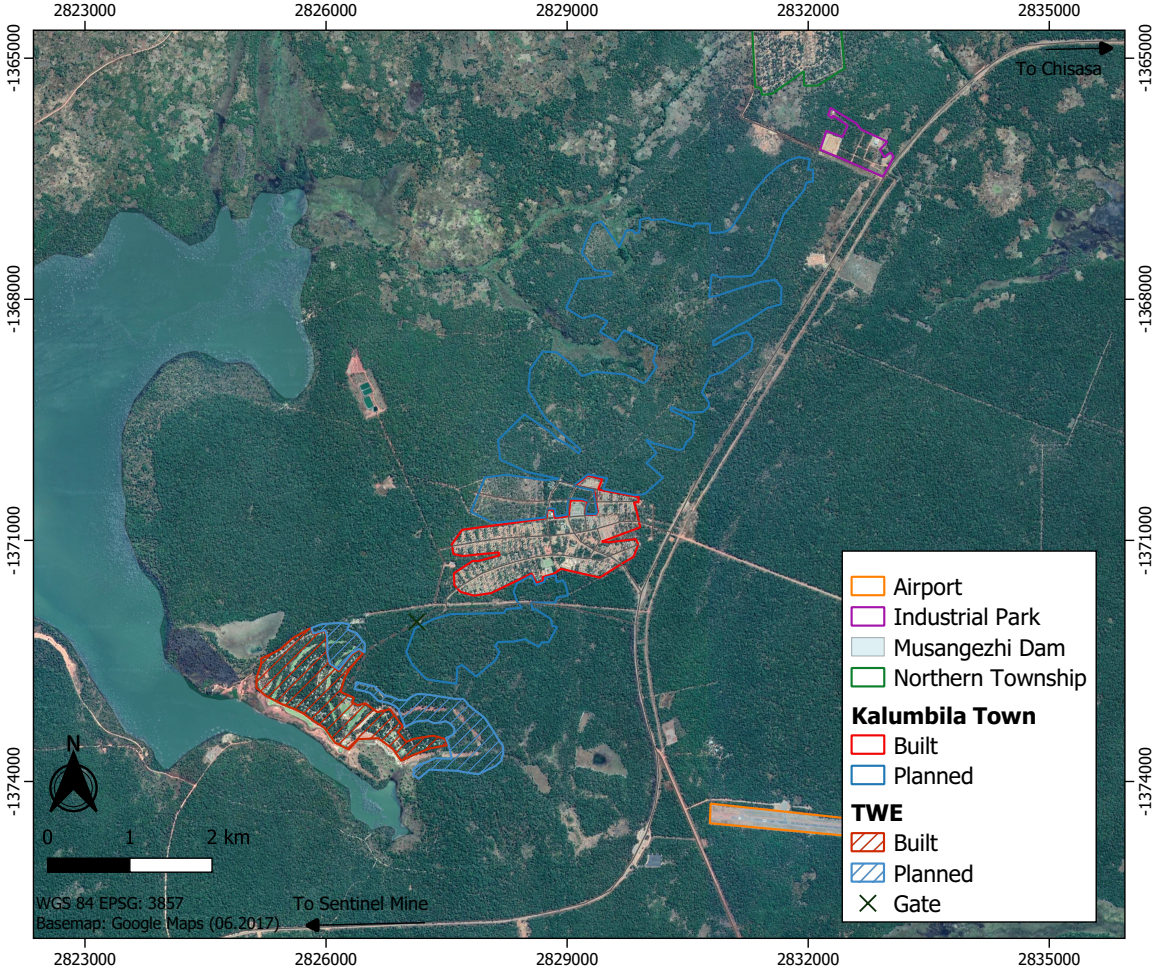 2823000 2826000 2829000 2832000 2835000
-1365000 -1365000
To Chisasa
-1368000 -1368000
-1371000 -1371000
Airport
Industrial Park
Musangezhi Dam
Northern Township
Kalumbila Town
Built
Planned
TWE
Built
Planned
Gate
N
-1374000 -1374000
0 1 2 km
WGS 84 EPSG: 3857
Basemap: Google Maps (06.2017)
To Sentinel Mine
2823000 2826000 2829000 2832000 2835000